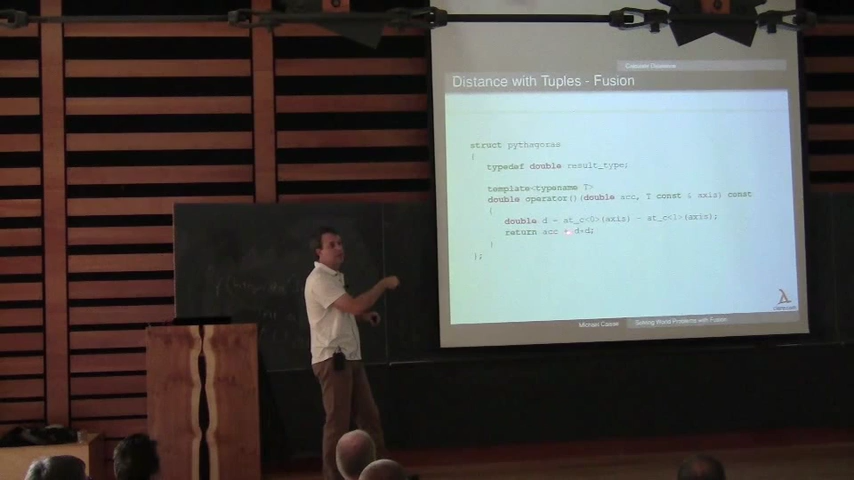 Distance with Tuples - Fusion
struct pythagoras
{
typedef double result_type;
template<typename T>
double operator()(double acc, T const & axis) const
{
double d = at_c<0>(axis) - at_c<1>(axis);
return acc + d*d;
}
};
Michael Caisse
Solving World Problems with Fusion